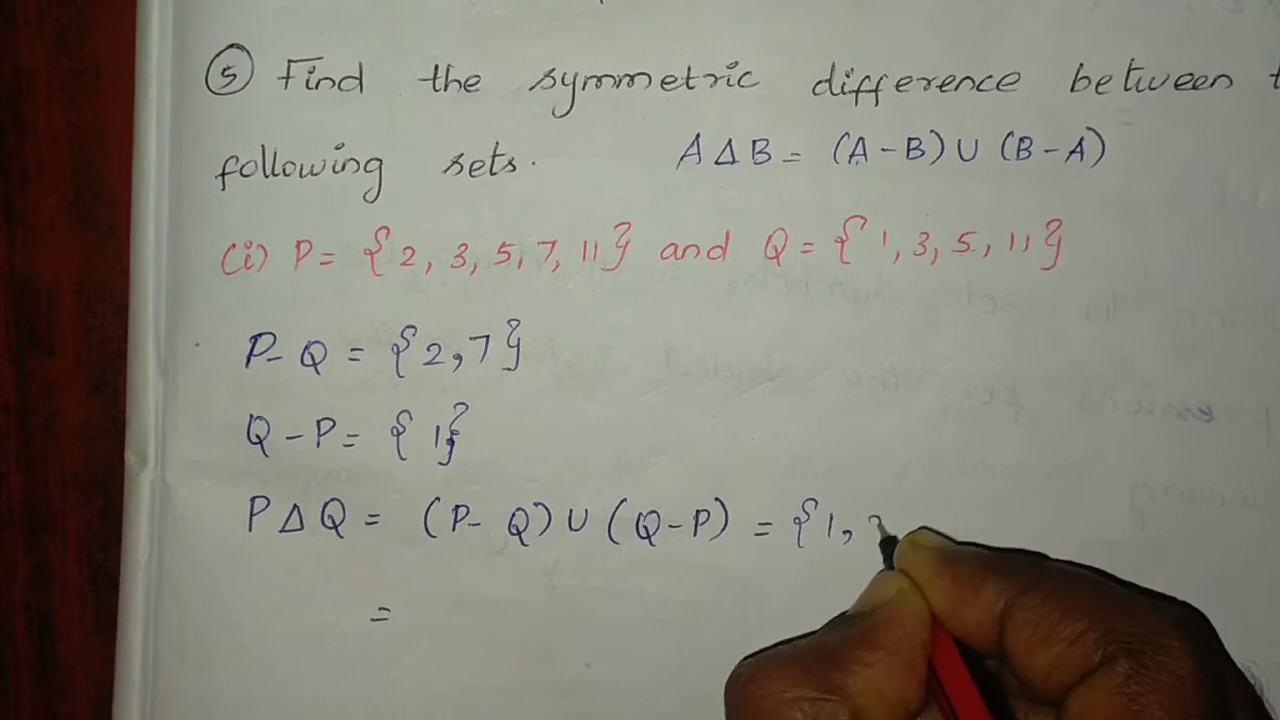 ⑤ Find the symmetric difference between
following sets. A Δ B = (A - B) ∪ (B - A)
(i) P = {2, 3, 5, 7, 11} and Q = {1, 3, 5, 11}
P - Q = {2, 7}
Q - P = {1}
P Δ Q = (P - Q) ∪ (Q - P) = {1,
=